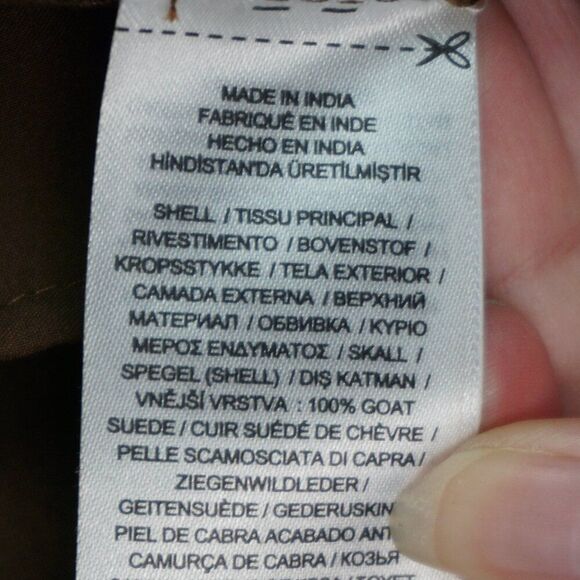 MADE IN INDIA
FABRIQUÉ EN INDE
HECHO EN INDIA
HİNDİSTAN'DA ÜRETİLMİŞTİR
SHELL / TISSU PRINCIPAL /
RIVESTIMENTO / BOVENSTOF /
KROPSSTYKKE / TELA EXTERIOR /
CAMADA EXTERNA / ВЕРХНИЙ
МАТЕРИАЛ / ОБВИВКА / ΚΥΡΙΟ
ΜΕΡΟΣ ΕΝΔΥΜΑΤΟΣ / SKALL /
SPEGEL (SHELL) / DIŞ KATMAN /
VNĚJŠÍ VRSTVA : 100% GOAT
SUEDE / CUIR SUÉDÉ DE CHÈVRE /
PELLE SCAMOSCIATA DI CAPRA /
ZIEGENWILDLEDER /
GEITENSUÈDE / GEDERUSKIN
PIEL DE CABRA ACABADO
CAMURÇA DE CABRA / КОЗЬЯ